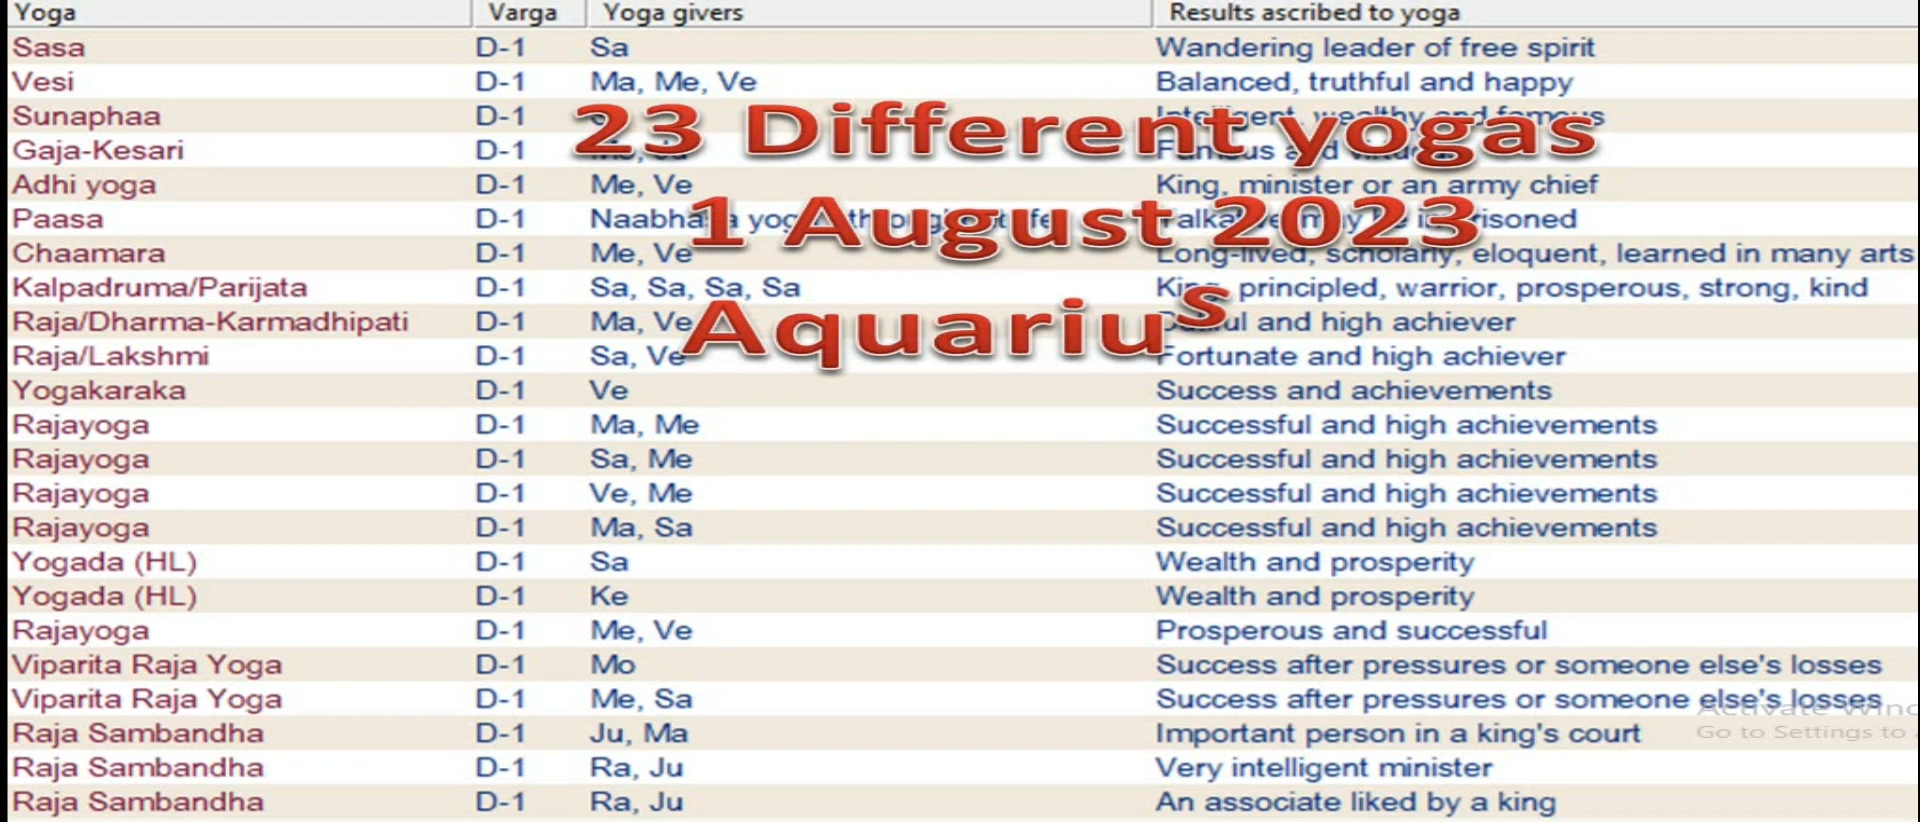 Yoga Varga Yoga givers Results ascribed to yoga
Sasa D-1 Sa Wandering leader of free spirit
Vesi D-1 Ma, Me, Ve Balanced, truthful and happy
Sunaphaa D-1 Intelligent, wealthy and famous
23 Different yogas
Gaja-Kesari D-1 Mo, Ju Famous and
Adhi yoga D-1 Me, Ve King, minister or an army chief
Paasa D-1 Naabhasa yoga, throughout life Talkative, may be imprisoned
1 August 2023
Chaamara D-1 Me, Ve Long-lived, scholarly, eloquent, learned in many arts
Kalpadruma/Parijata D-1 Sa, Sa, Sa, Sa King, principled, warrior, prosperous, strong, kind
Raja/Dharma-Karmadhipati D-1 Ma, Ve and high achiever
Aquarius
Raja/Lakshmi D-1 Sa, Ve Fortunate and high achiever
Yogakaraka D-1 Ve Success and achievements
Rajayoga D-1 Ma, Me Successful and high achievements
Rajayoga D-1 Sa, Me Successful and high achievements
Rajayoga D-1 Ve, Me Successful and high achievements
Rajayoga D-1 Ma, Sa Successful and high achievements
Yogada (HL) D-1 Sa Wealth and prosperity
Yogada (HL) D-1 Ke Wealth and prosperity
Rajayoga D-1 Me, Ve Prosperous and successful
Viparita Raja Yoga D-1 Mo Success after pressures or someone else's losses
Viparita Raja Yoga D-1 Me, Sa Success after pressures or someone else's losses
Activate Wind
Raja Sambandha D-1 Ju, Ma Important person in a king's court
Go to Settings to
Raja Sambandha D-1 Ra, Ju Very intelligent minister
Raja Sambandha D-1 Ra, Ju An associate liked by a king